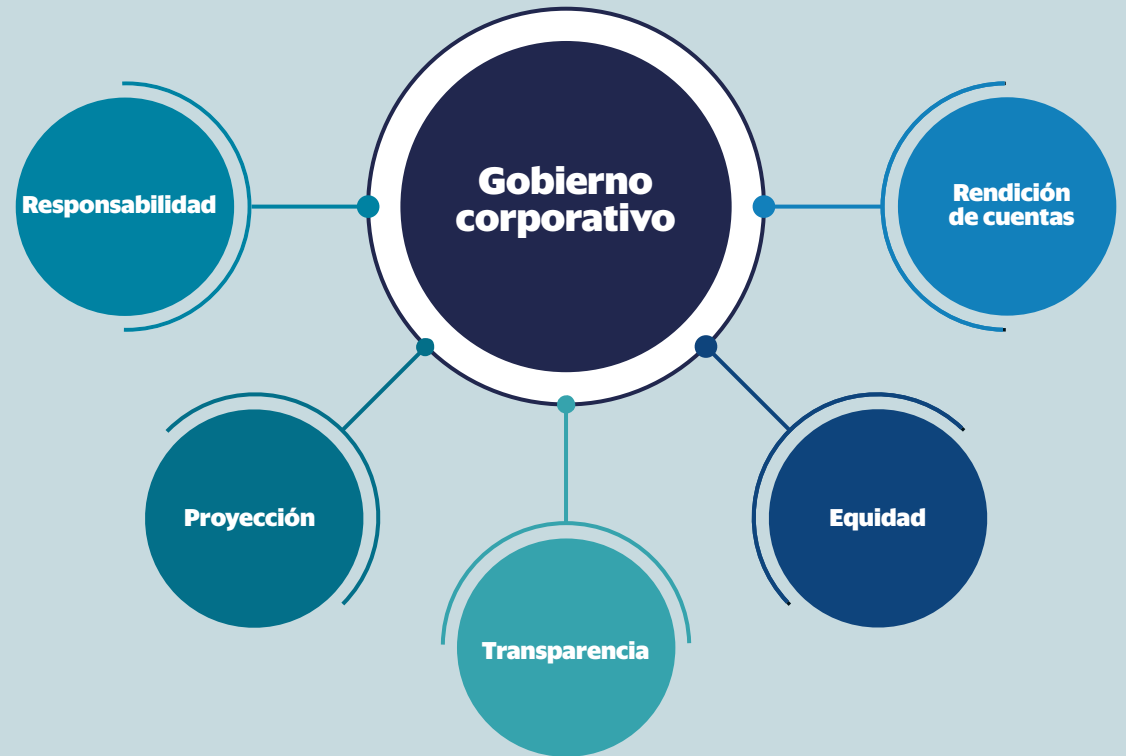 Gobierno
corporativo
Responsabilidad
Rendición
de cuentas
Proyección
Equidad
Transparencia